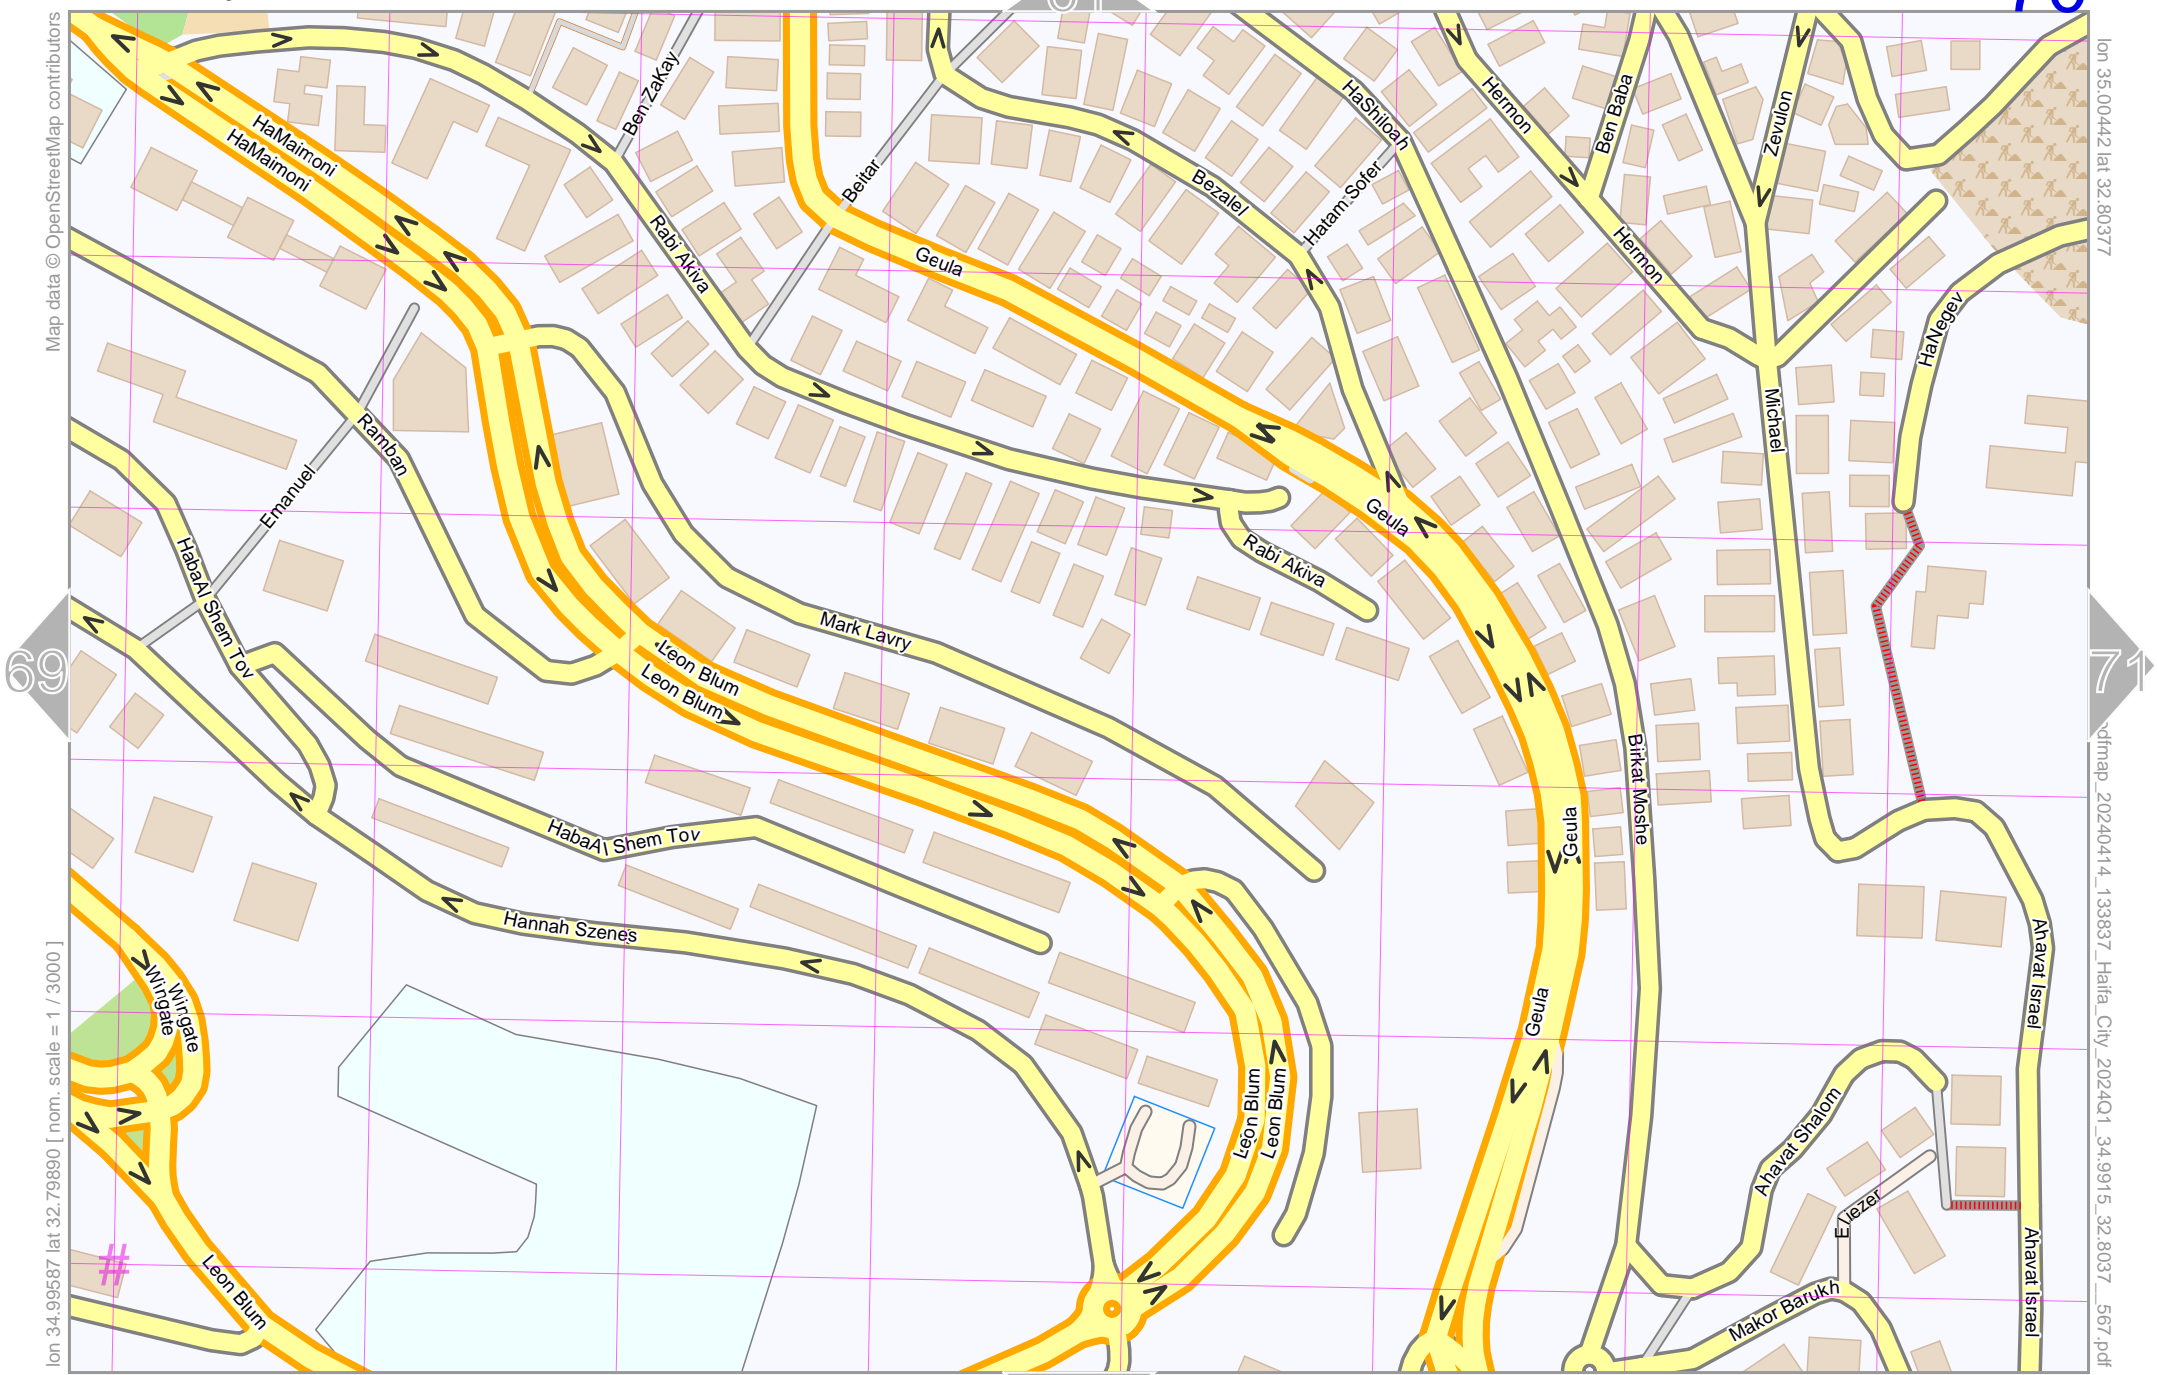 70
61
Map data © OpenStreetMap contributors
lon 35.00442 lat 32.80377
HaMaimoni
HaMaimoni
Ben Zakay
Beitar
HaShiloah
Hermon
Ben Baba
Zevulon
Bezalel
Hatam Sofer
Rabi Akiva
Geula
Hermon
HaNegev
Ramban
Michael
Emanuel
Geula
Rabi Akiva
HabaAl Shem Tov
Mark Lavry
Leon Blum
Leon Blum
69
71
Birkat Moshe
Geula
HabaAl Shem Tov
Hannah Szenes
Wingate
Wingate
Geula
Ahavat Israel
Leon Blum
Leon Blum
Ahavat Shalom
Eliezer
Makor Barukh
Ahavat Israel
Leon Blum
#
lon 34.99587 lat 32.79890 [ nom. scale = 1 / 3000 ]
pdfmap_20240414_133837_Haifa_City_2024Q1_34.9915_32.80037__567.pdf